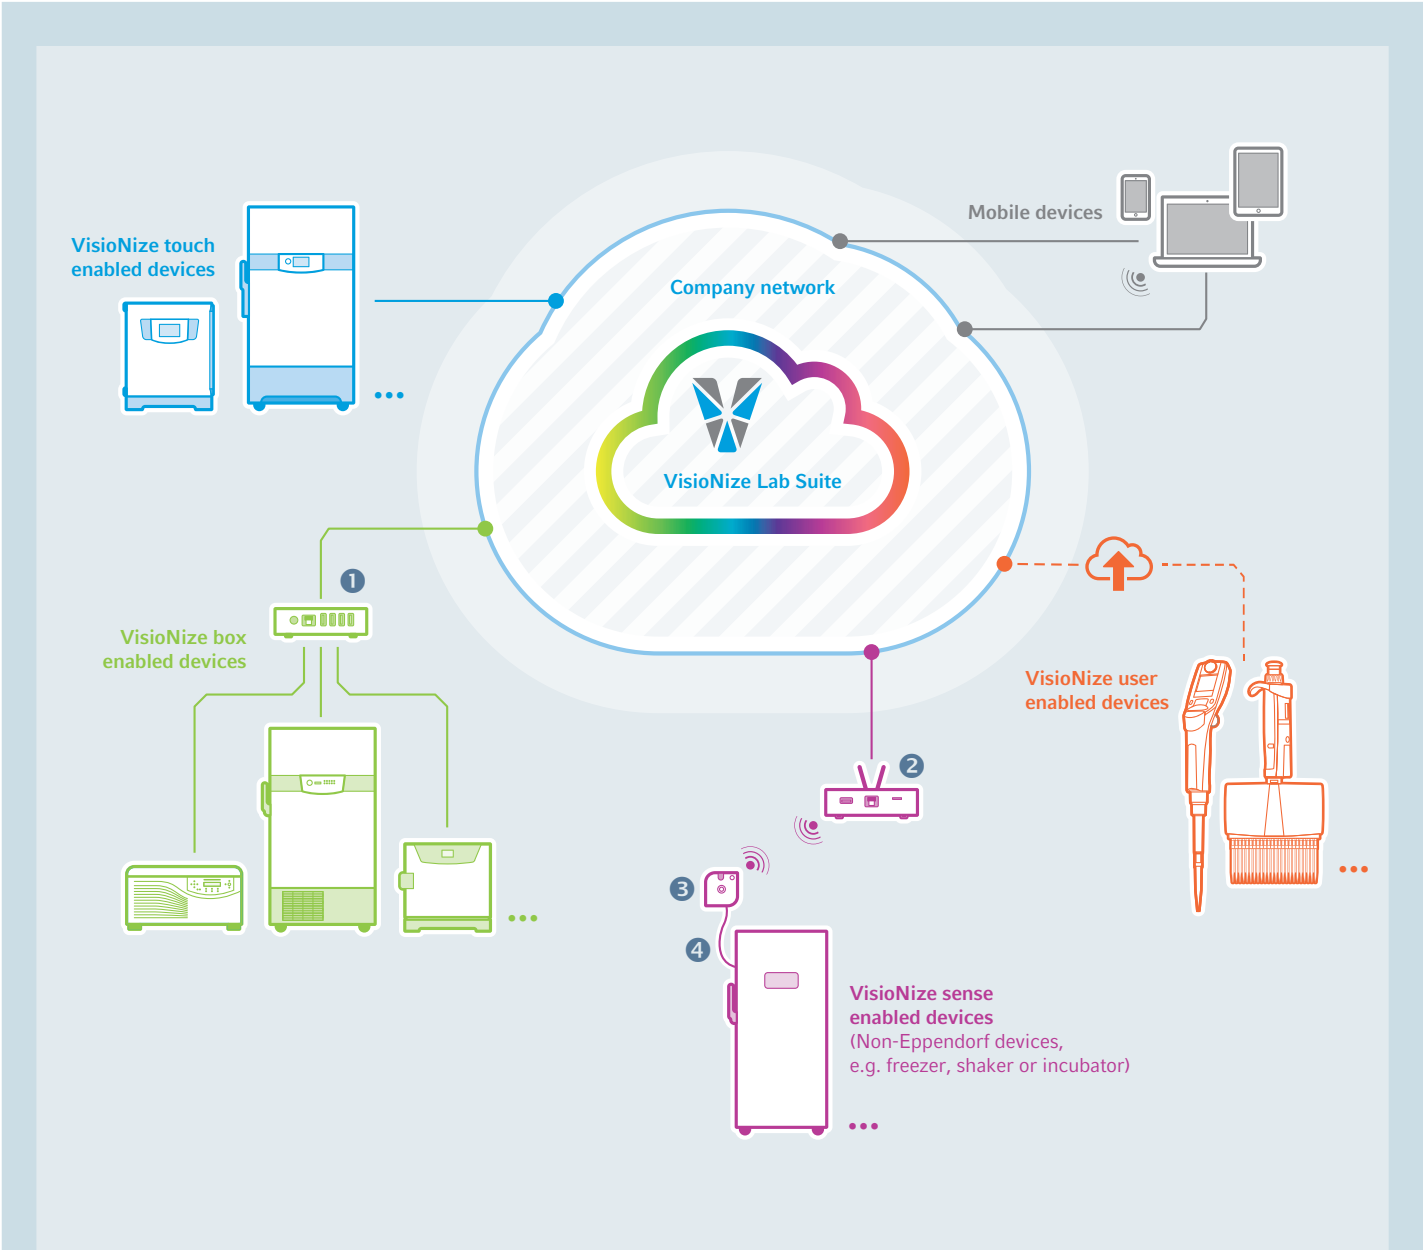 Mobile devices
VisioNize touch
enabled devices
Company network
VisioNize Lab Suite
1
VisioNize box
enabled devices
VisioNize user
enabled devices
2
3
4
VisioNize sense
enabled devices
(Non-Eppendorf devices,
e.g. freezer, shaker or incubator)